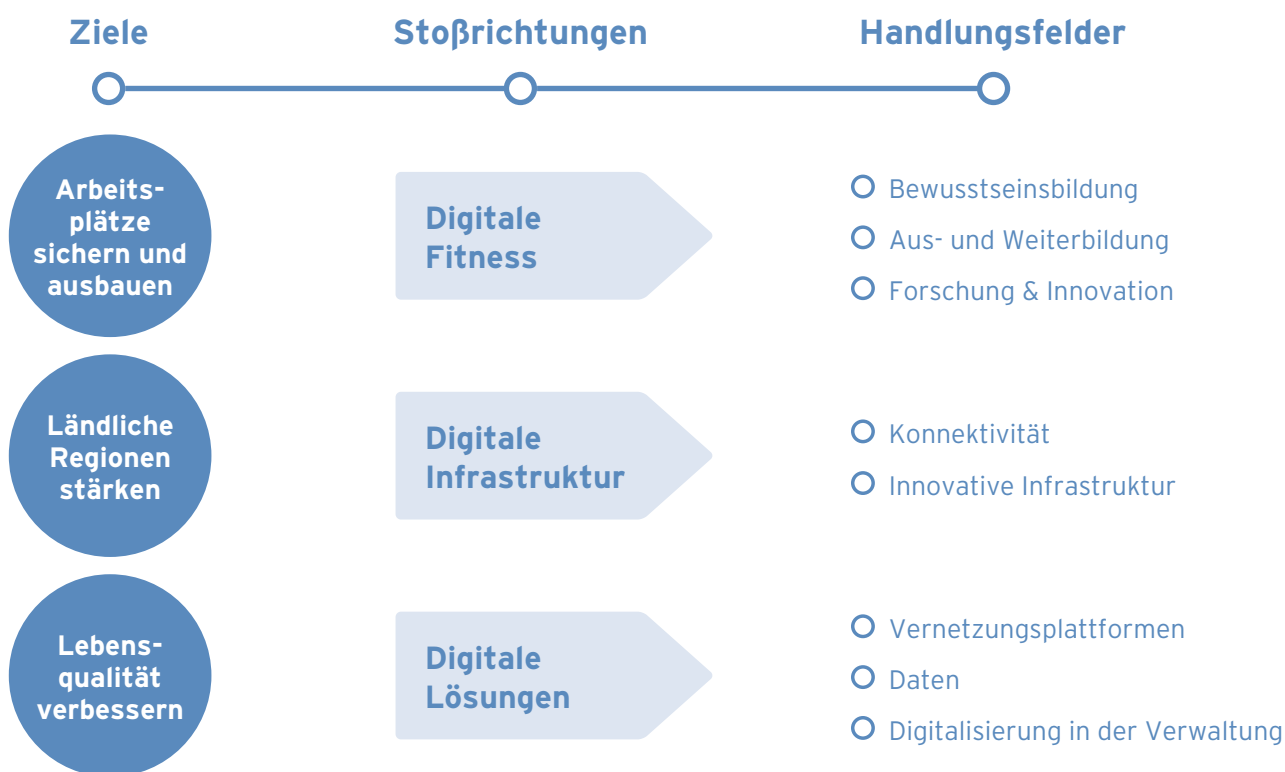 Ziele
Stoßrichtungen
Handlungsfelder
Arbeits-
plätze
sichern und
ausbauen
Digitale
Fitness
Bewusstseinsbildung
Aus- und Weiterbildung
Forschung & Innovation
Ländliche
Regionen
stärken
Digitale
Infrastruktur
Konnektivität
Innovative Infrastruktur
Lebens-
qualität
verbessern
Digitale
Lösungen
Vernetzungsplattformen
Daten
Digitalisierung in der Verwaltung